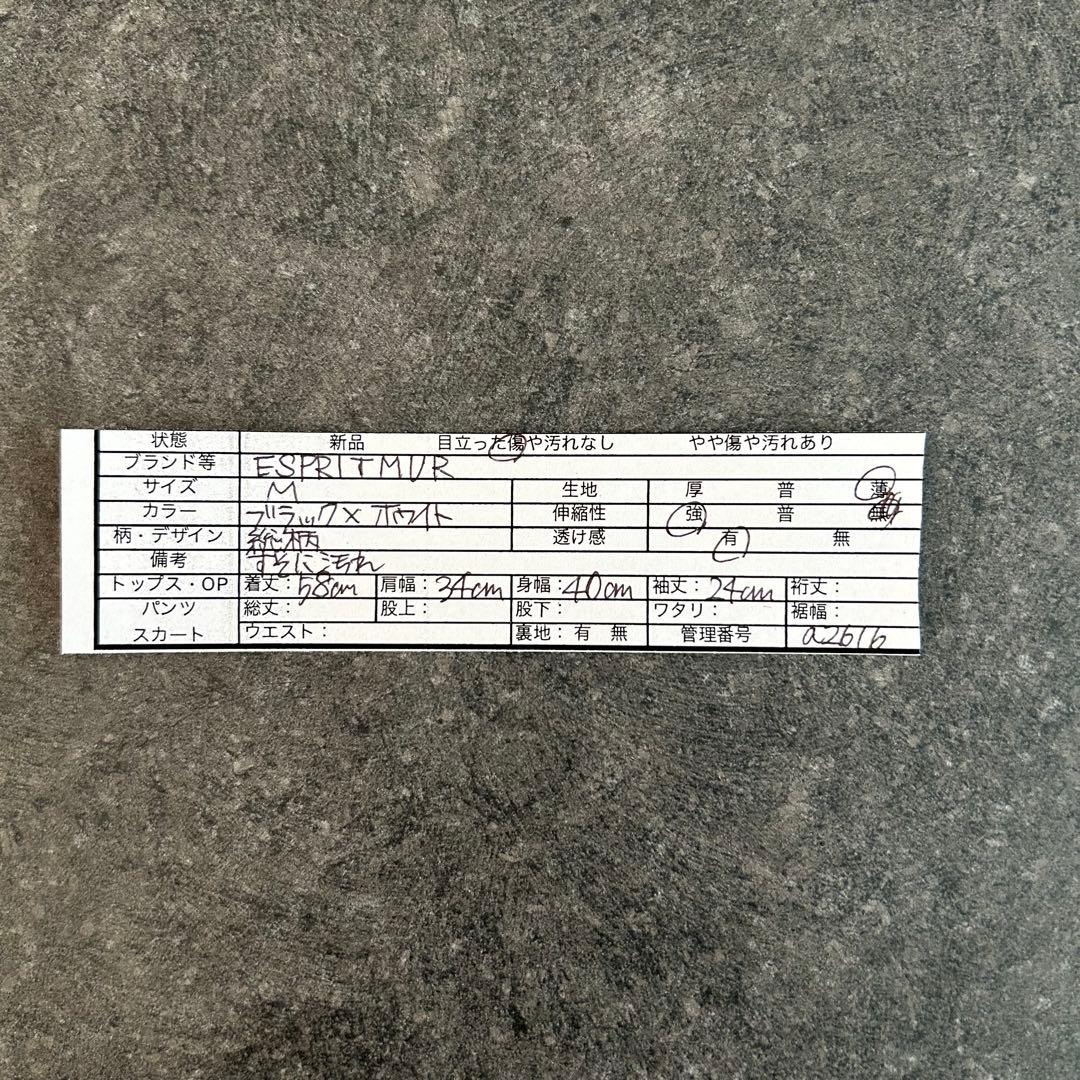 状態 新品 目立った傷や汚れなし やや傷や汚れあり
ブランド等 ESPRITMUR
サイズ M 生地 厚 普 薄
カラー ブラック×ホワイト 伸縮性 強 普 無
柄・デザイン 総柄 透け感 有 無
備考 すそに汚れ
トップス・OP 着丈：58cm 肩幅：34cm 身幅：40cm 袖丈：24cm 裄丈：
パンツ 総丈： 股上： 股下： ワタリ： 裾幅：
スカート ウエスト： 裏地：有 無 管理番号 a2616